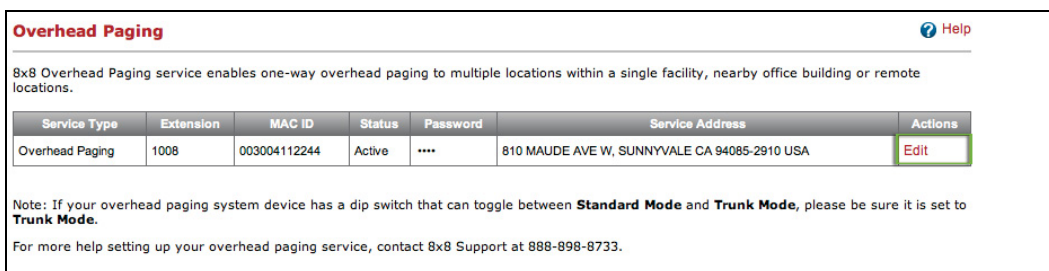 Overhead Paging
Help
8x8 Overhead Paging service enables one-way overhead paging to multiple locations within a single facility, nearby office building or remote
locations.
Service Type Extension MAC ID Status Password Service Address Actions
Overhead Paging 1008 003004112244 Active •••• 810 MAUDE AVE W, SUNNYVALE CA 94085-2910 USA Edit
Note: If your overhead paging system device has a dip switch that can toggle between Standard Mode and Trunk Mode, please be sure it is set to
Trunk Mode.
For more help setting up your overhead paging service, contact 8x8 Support at 888-898-8733.